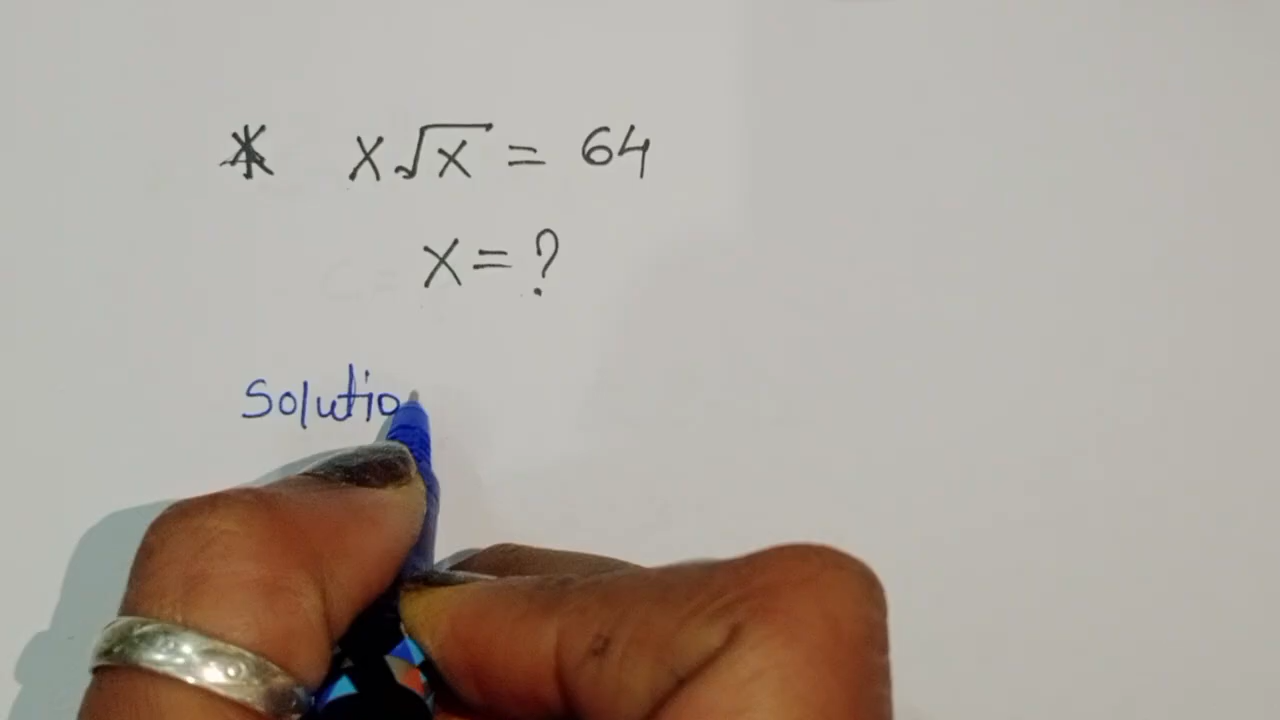 * x√x = 64
x = ?
Solutio